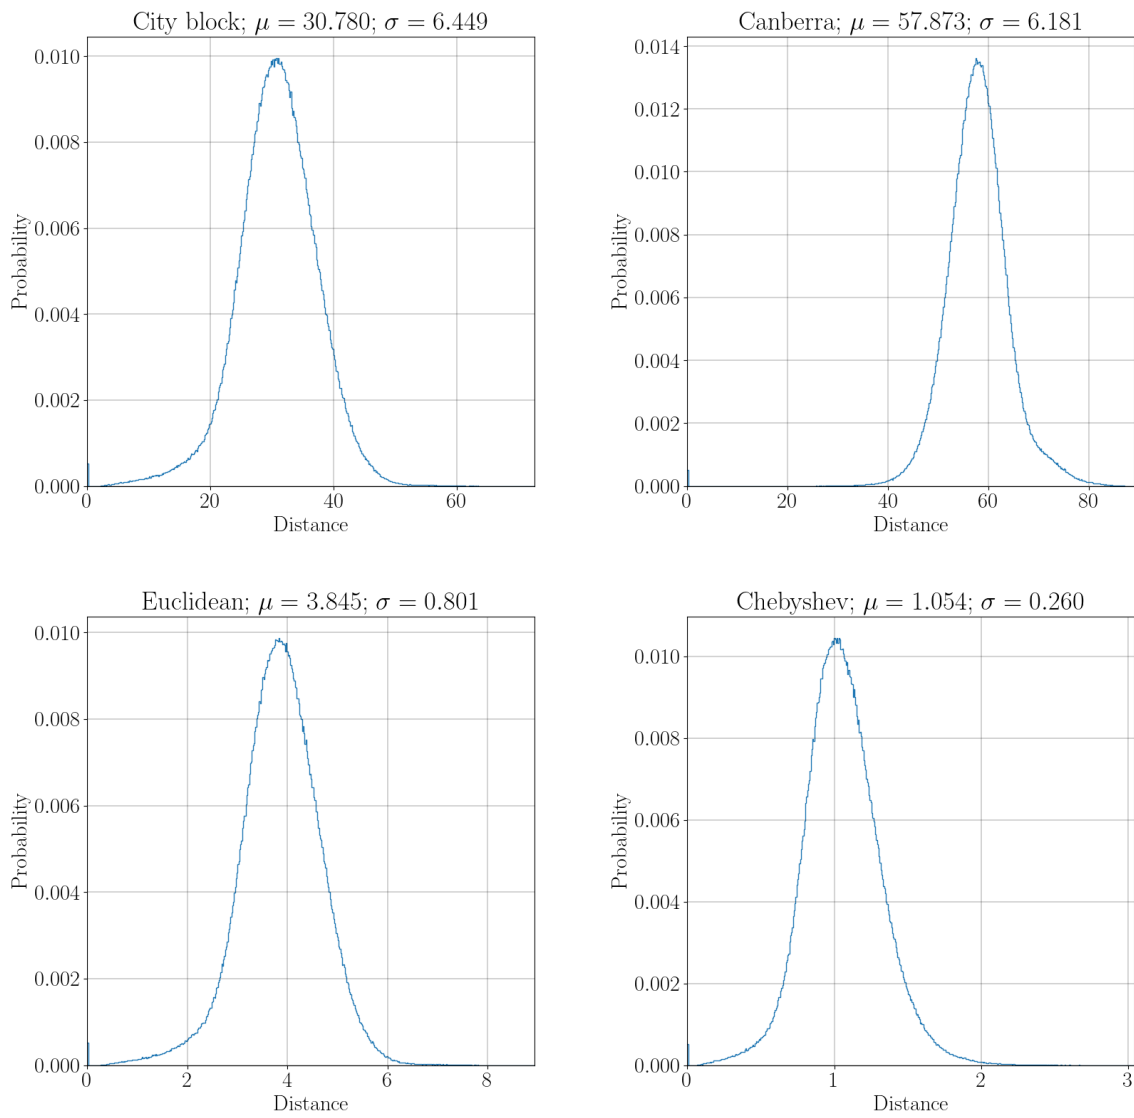 City block; μ = 30.780; σ = 6.449
0.010
0.008
0.006
0.004
0.002
0.000
Probability
0 20 40 60
Distance
Canberra; μ = 57.873; σ = 6.181
0.014
0.012
0.010
0.008
0.006
0.004
0.002
0.000
Probability
0 20 40 60 80
Distance
Euclidean; μ = 3.845; σ = 0.801
0.010
0.008
0.006
0.004
0.002
0.000
Probability
0 2 4 6 8
Distance
Chebyshev; μ = 1.054; σ = 0.260
0.010
0.008
0.006
0.004
0.002
0.000
Probability
0 1 2 3
Distance